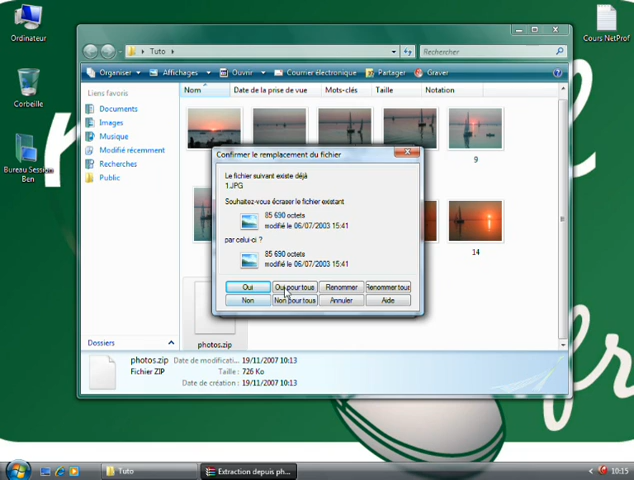 Ordinateur
Corbeille
Bureau Session
Ben
Cours NetProf
Tuto
Rechercher
Organiser
Affichages
Ouvrir
Courrier électronique
Partager
Graver
Liens favoris
Documents
Images
Musique
Modifié récemment
Recherches
Public
Dossiers
Nom
Date de la prise de vue
Mots-clés
Taille
Notation
9
14
photos.zip
Confirmer le remplacement du fichier
Le fichier suivant existe déjà
1.JPG
Souhaitez-vous écraser le fichier existant
85 690 octets
modifié le 06/07/2003 15:41
par celui-ci ?
85 690 octets
modifié le 06/07/2003 15:41
Oui
Oui pour tous
Renommer
Renommer tous
Non
Non pour tous
Annuler
Aide
photos.zip
Fichier ZIP
Date de modificati... 19/11/2007 10:13
Taille : 726 Ko
Date de création : 19/11/2007 10:13
Tuto
Extraction depuis ph...
10:15